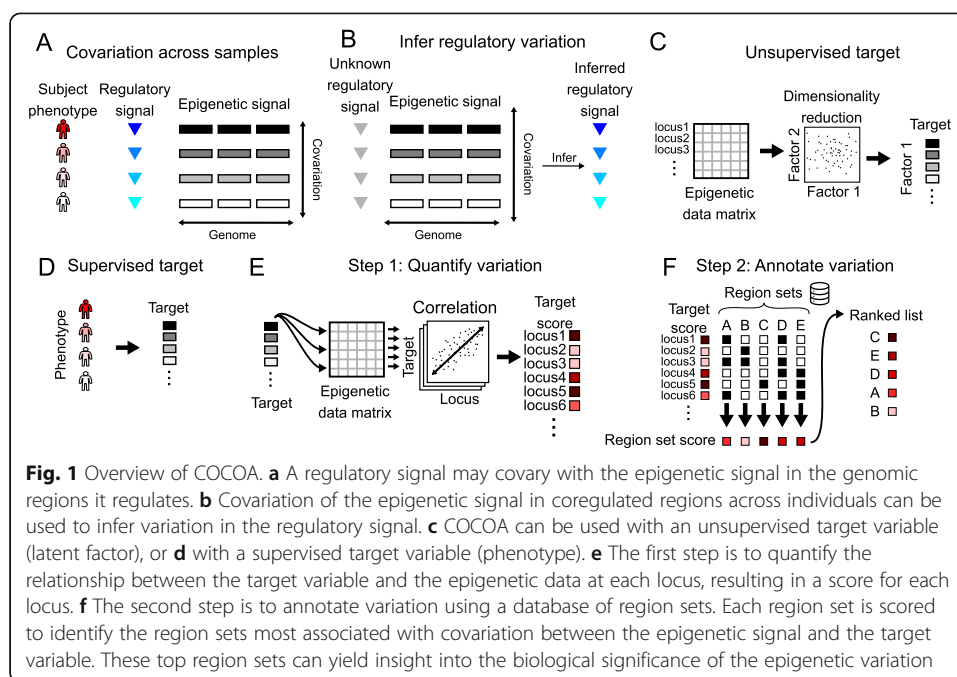 A
Covariation across samples
Subject
phenotype
Regulatory
signal
Epigenetic signal
Covariation
Genome
B
Infer regulatory variation
Unknown
regulatory
signal
Epigenetic signal
Covariation
Genome
Infer
Inferred
regulatory
signal
C
Unsupervised target
locus1
locus2
locus3
Epigenetic
data matrix
Dimensionality
reduction
Factor 2
Factor 1
Target
Factor 1
D
Supervised target
Phenotype
Target
E
Step 1: Quantify variation
Target
Epigenetic
data matrix
Correlation
Target
Locus
Target
score
locus1
locus2
locus3
locus4
locus5
locus6
F
Step 2: Annotate variation
Region sets
Target
score
A B C D E
locus1
locus2
locus3
locus4
locus5
locus6
Region set score
Ranked list
C
E
D
A
B
Fig. 1 Overview of COCOA. a A regulatory signal may covary with the epigenetic signal in the genomic
regions it regulates. b Covariation of the epigenetic signal in coregulated regions across individuals can be
used to infer variation in the regulatory signal. c COCOA can be used with an unsupervised target variable
(latent factor), or d with a supervised target variable (phenotype). e The first step is to quantify the
relationship between the target variable and the epigenetic data at each locus, resulting in a score for each
locus. f The second step is to annotate variation using a database of region sets. Each region set is scored
to identify the region sets most associated with covariation between the epigenetic signal and the target
variable. These top region sets can yield insight into the biological significance of the epigenetic variation